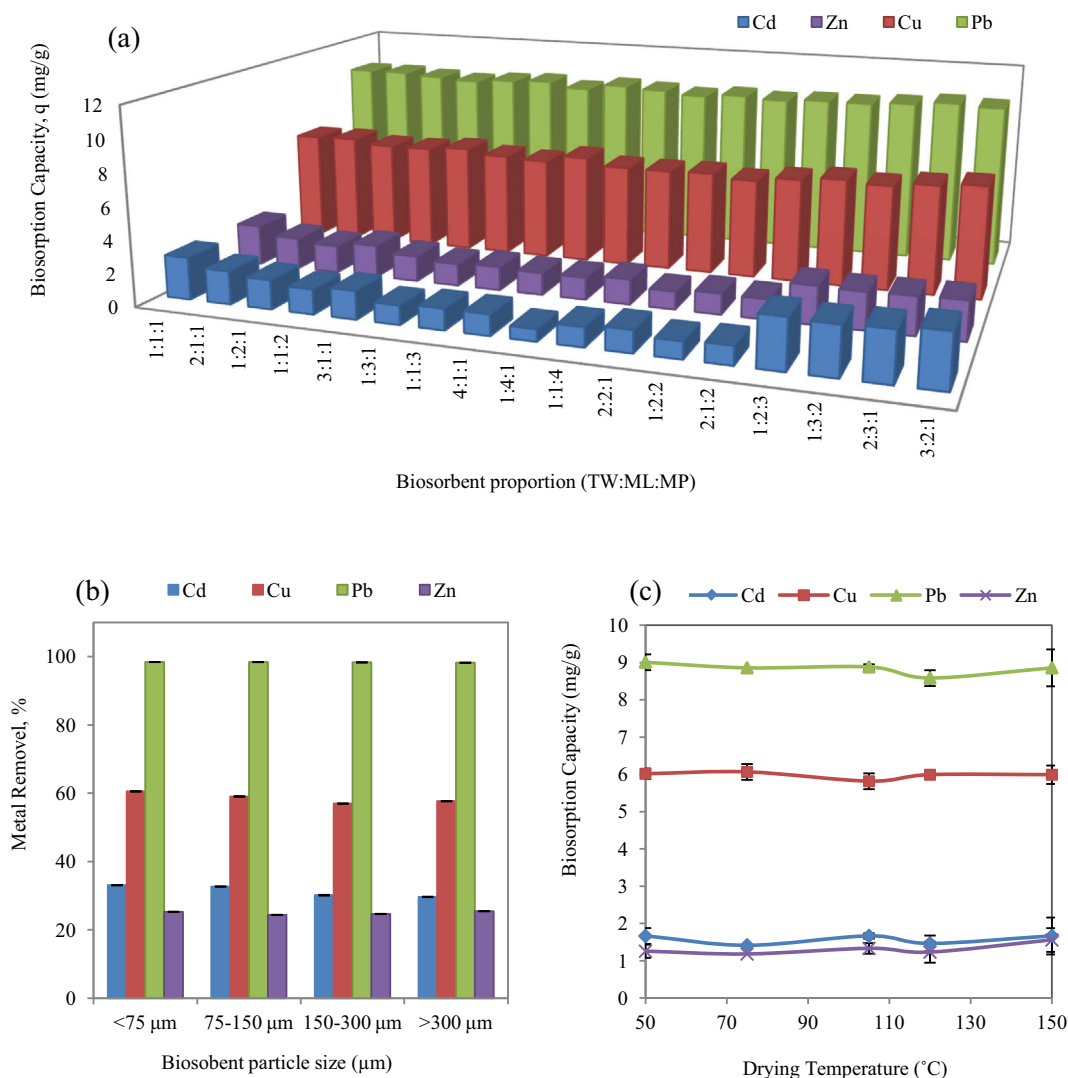 (a)
Cd Zn Cu Pb
Biosorption Capacity, q (mg/g)
12
10
8
6
4
2
0
1:1:1
2:1:1
1:2:1
1:1:2
3:1:1
1:3:1
1:1:3
4:1:1
1:4:1
1:1:4
2:2:1
1:2:2
2:1:2
1:2:3
1:3:2
2:3:1
3:2:1
Biosorbent proportion (TW:ML:MP)
(b)
Cd Cu Pb Zn
Metal Removel, %
100
80
60
40
20
0
<75 µm 75-150 µm 150-300 µm >300 µm
Biosobent particle size (µm)
(c)
Cd Cu Pb Zn
Biosorption Capacity (mg/g)
10
9
8
7
6
5
4
3
2
1
0
50 70 90 110 130 150
Drying Temperature (˚C)